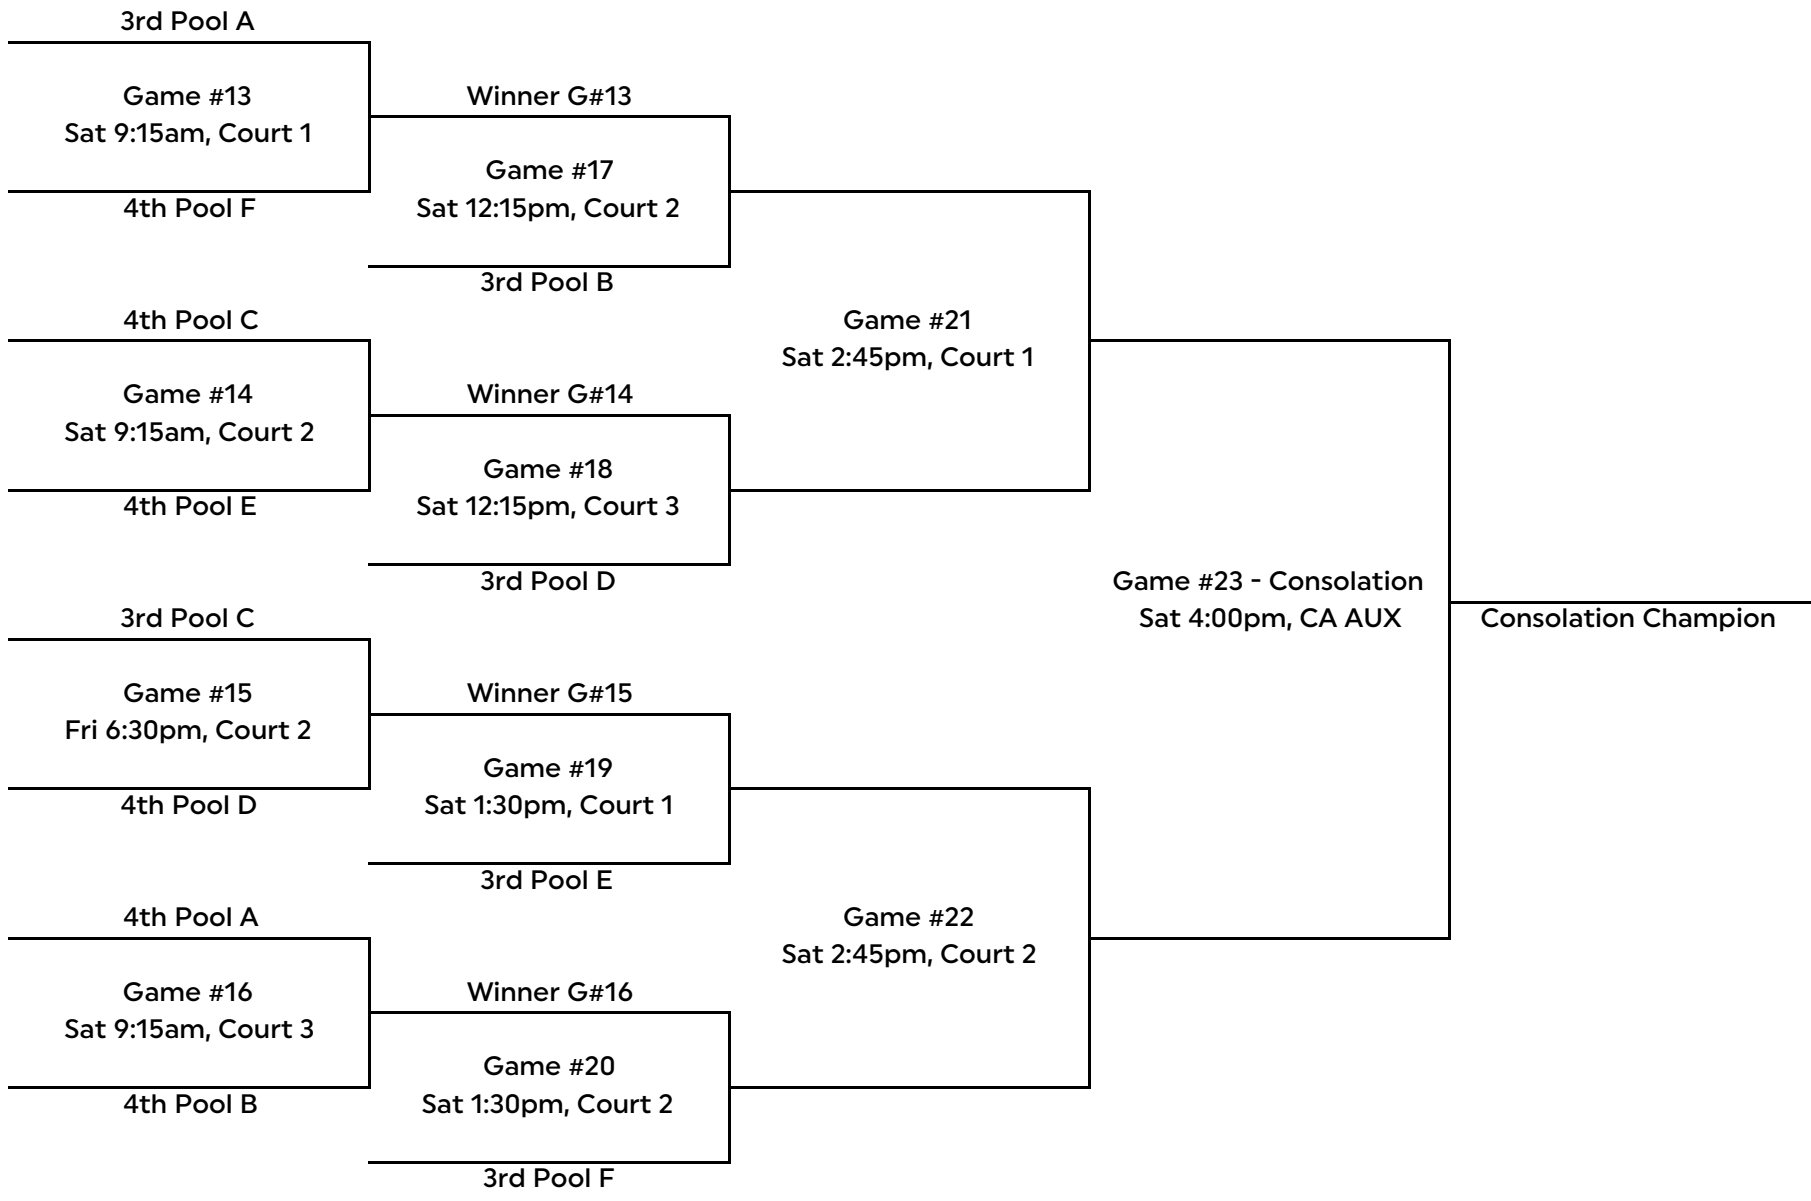 3rd Pool A
Game #13
Sat 9:15am, Court 1
4th Pool F
4th Pool C
Game #14
Sat 9:15am, Court 2
4th Pool E
3rd Pool C
Game #15
Fri 6:30pm, Court 2
4th Pool D
4th Pool A
Game #16
Sat 9:15am, Court 3
4th Pool B
Winner G#13
Game #17
Sat 12:15pm, Court 2
3rd Pool B
Winner G#14
Game #18
Sat 12:15pm, Court 3
3rd Pool D
Winner G#15
Game #19
Sat 1:30pm, Court 1
3rd Pool E
Winner G#16
Game #20
Sat 1:30pm, Court 2
3rd Pool F
Game #21
Sat 2:45pm, Court 1
Game #22
Sat 2:45pm, Court 2
Game #23 - Consolation
Sat 4:00pm, CA AUX
Consolation Champion